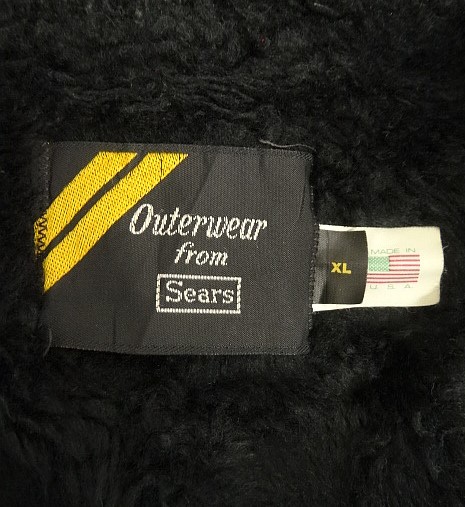 Outerwear
from
Sears
XL
MADE IN
U.S.A.